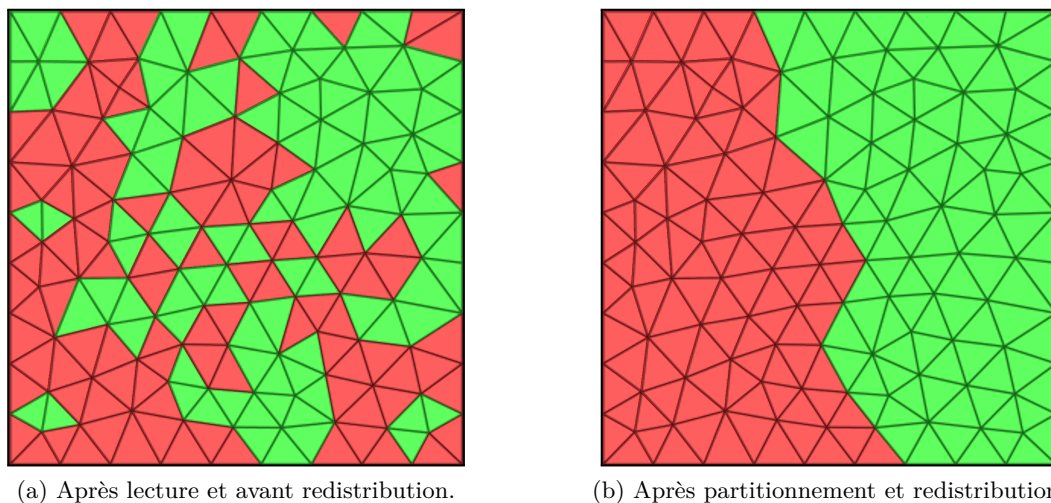 (a) Après lecture et avant redistribution.
(b) Après partitionnement et redistribution